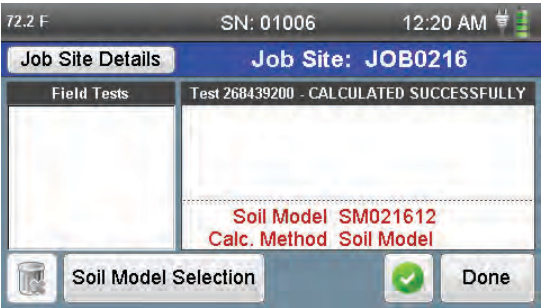 72.2 F SN: 01006 12:20 AM
Job Site Details Job Site: JOB0216
Field Tests Test 268439200 - CALCULATED SUCCESSFULLY
Soil Model SM021612
Calc. Method Soil Model
Soil Model Selection Done